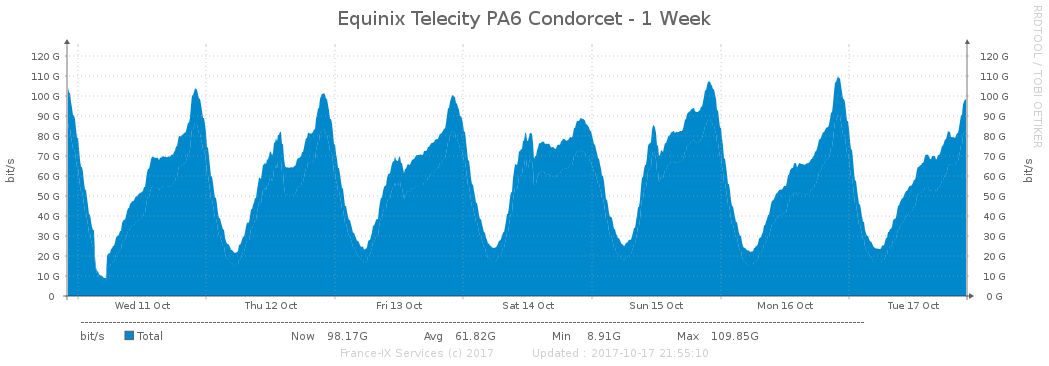 Equinix Telecity PA6 Condorcet - 1 Week
RRDTOOL / TOBI OETIKER
bit/s
120 G
110 G
100 G
90 G
80 G
70 G
60 G
50 G
40 G
30 G
20 G
10 G
0
120 G
110 G
100 G
90 G
80 G
70 G
60 G
50 G
40 G
30 G
20 G
10 G
0 G
bit/s
Wed 11 Oct Thu 12 Oct Fri 13 Oct Sat 14 Oct Sun 15 Oct Mon 16 Oct Tue 17 Oct
bit/s Total Now 98.17G Avg 61.82G Min 8.91G Max 109.85G
France-IX Services (c) 2017 Updated : 2017-10-17 21:55:10